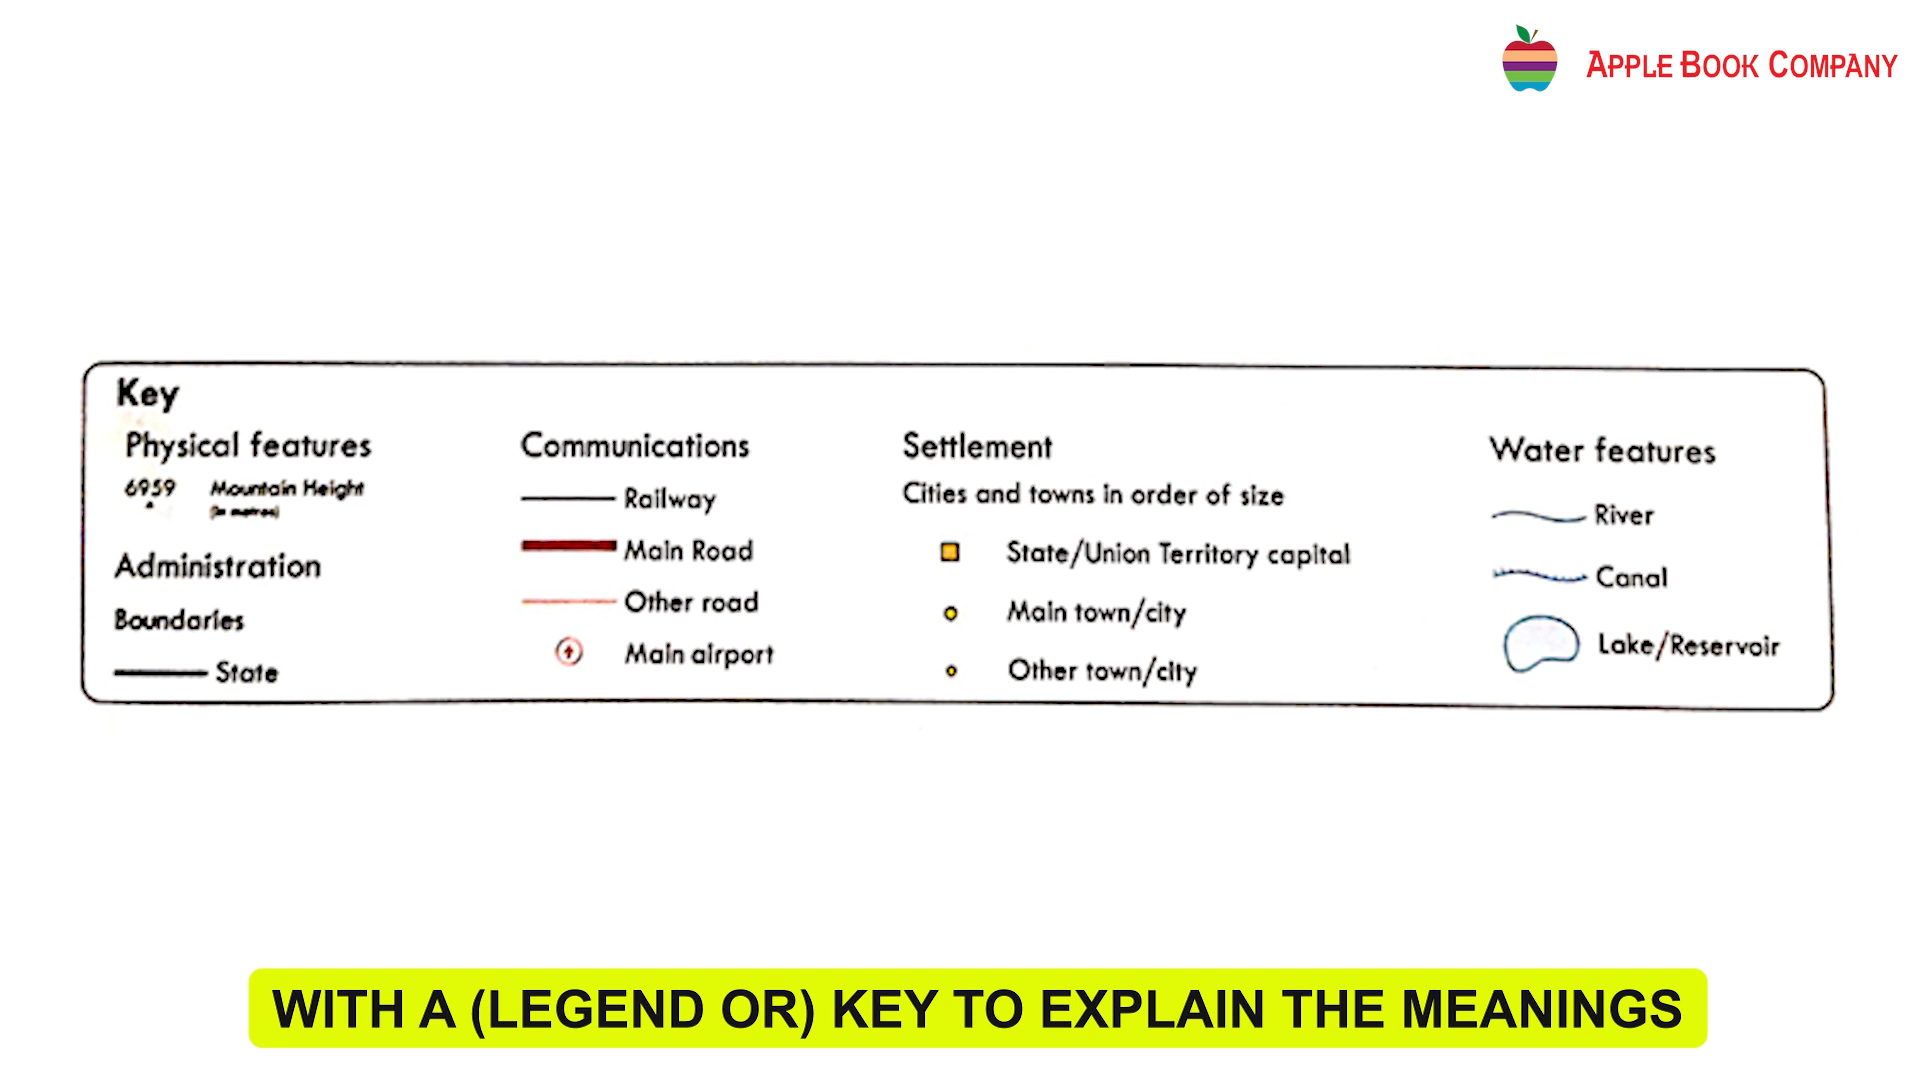 APPLE BOOK COMPANY
Key
Physical features
6959 Mountain Height
(in metres)
Administration
Boundaries
State
Communications
Railway
Main Road
Other road
Main airport
Settlement
Cities and towns in order of size
State/Union Territory capital
Main town/city
Other town/city
Water features
River
Canal
Lake/Reservoir
WITH A (LEGEND OR) KEY TO EXPLAIN THE MEANINGS